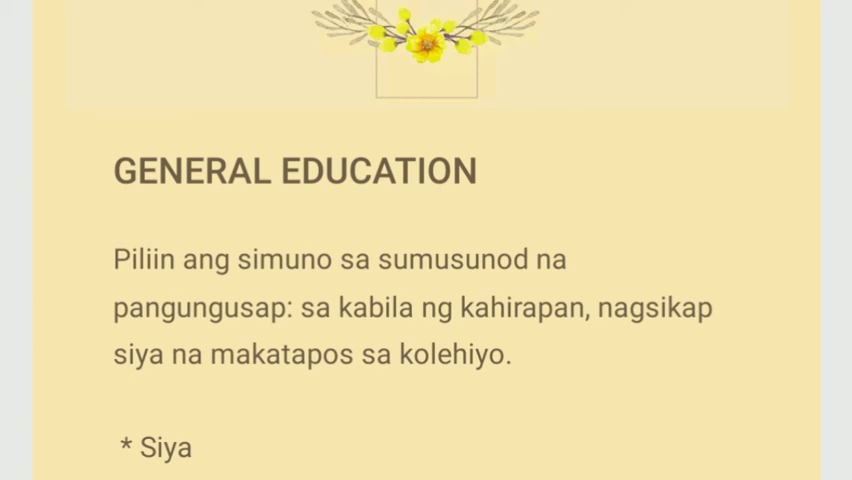 GENERAL EDUCATION
Piliin ang simuno sa sumusunod na
pangungusap: sa kabila ng kahirapan, nagsikap
siya na makatapos sa kolehiyo.
* Siya